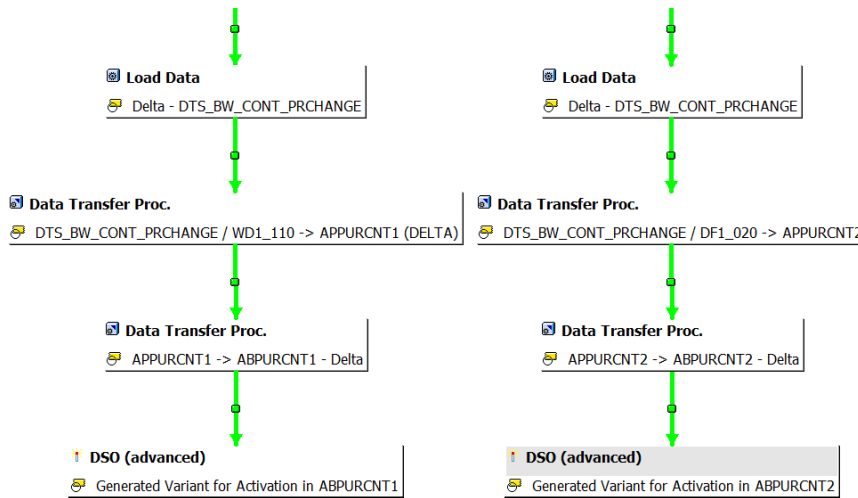 Load Data
Delta - DTS_BW_CONT_PRCHANGE
Load Data
Delta - DTS_BW_CONT_PRCHANGE
Data Transfer Proc.
DTS_BW_CONT_PRCHANGE / WD1_110 -> APPURCNT1 (DELTA)
Data Transfer Proc.
DTS_BW_CONT_PRCHANGE / DF1_020 -> APPURCNT2
Data Transfer Proc.
APPURCNT1 -> ABPURCNT1 - Delta
Data Transfer Proc.
APPURCNT2 -> ABPURCNT2 - Delta
DSO (advanced)
Generated Variant for Activation in ABPURCNT1
DSO (advanced)
Generated Variant for Activation in ABPURCNT2